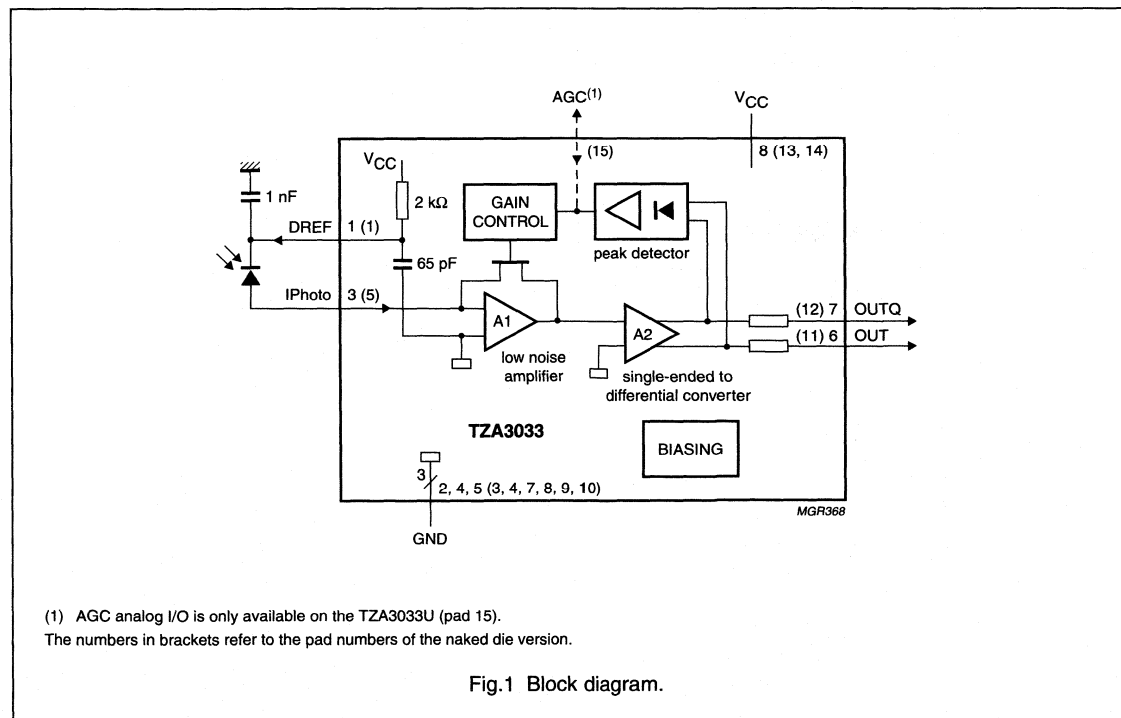 AGC(1)
VCC
(15)
8 (13, 14)
VCC
1 nF
2 kΩ
GAIN
CONTROL
DREF
1 (1)
peak detector
65 pF
IPhoto
3 (5)
A1
A2
(12) 7
OUTQ
(11) 6
OUT
low noise
amplifier
single-ended to
differential converter
TZA3033
BIASING
3
2, 4, 5 (3, 4, 7, 8, 9, 10)
MGR368
GND
(1) AGC analog I/O is only available on the TZA3033U (pad 15).
The numbers in brackets refer to the pad numbers of the naked die version.
Fig.1 Block diagram.